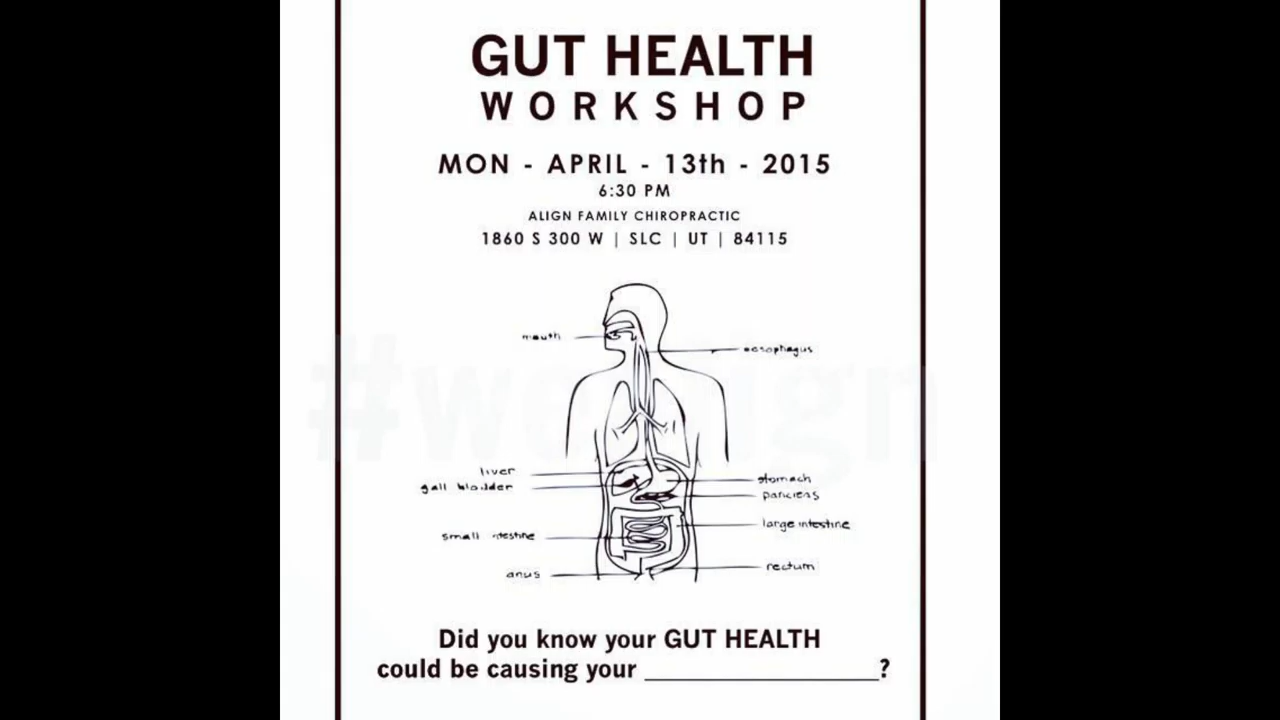 GUT HEALTH
WORKSHOP
MON - APRIL - 13th - 2015
6:30 PM
ALIGN FAMILY CHIROPRACTIC
1860 S 300 W | SLC | UT | 84115
mouth
oesophagus
#wealign
liver
gall bladder
stomach
pancreas
large intestine
small intestine
rectum
anus
Did you know your GUT HEALTH
could be causing your ________________?